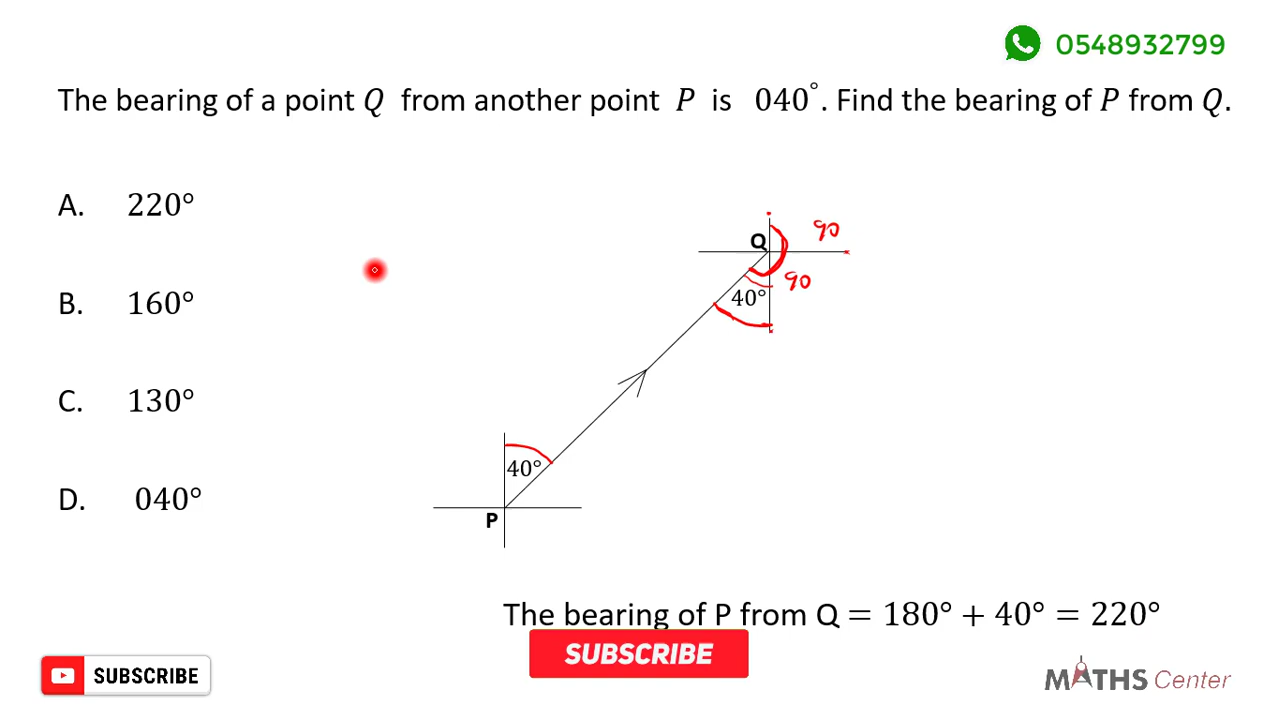 0548932799
The bearing of a point Q from another point P is 040°. Find the bearing of P from Q.
A. 220°
Q
90
90
40°
B. 160°
C. 130°
40°
D. 040°
P
The bearing of P from Q = 180° + 40° = 220°
SUBSCRIBE
SUBSCRIBE
MATHS Center